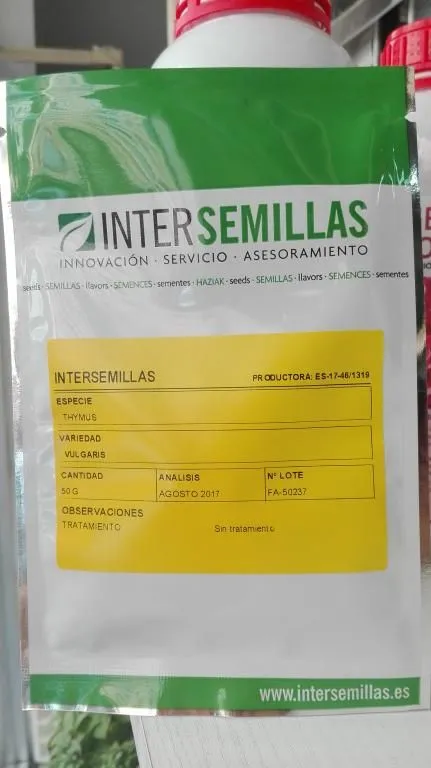 INTERSEMILLAS
INNOVACIÓN · SERVICIO · ASESORAMIENTO
seeds · SEMILLAS · llavors · SEMENCES · sementes · HAZIAK · seeds · SEMILLAS · llavors · SEMENCES · sementes
INTERSEMILLAS PRODUCTORA: ES-17-46/1319
ESPECIE
THYMUS
VARIEDAD
VULGARIS
CANTIDAD ANALISIS Nº LOTE
50 G AGOSTO 2017 FA-50237
OBSERVACIONES
TRATAMIENTO Sin tratamiento
www.intersemillas.es